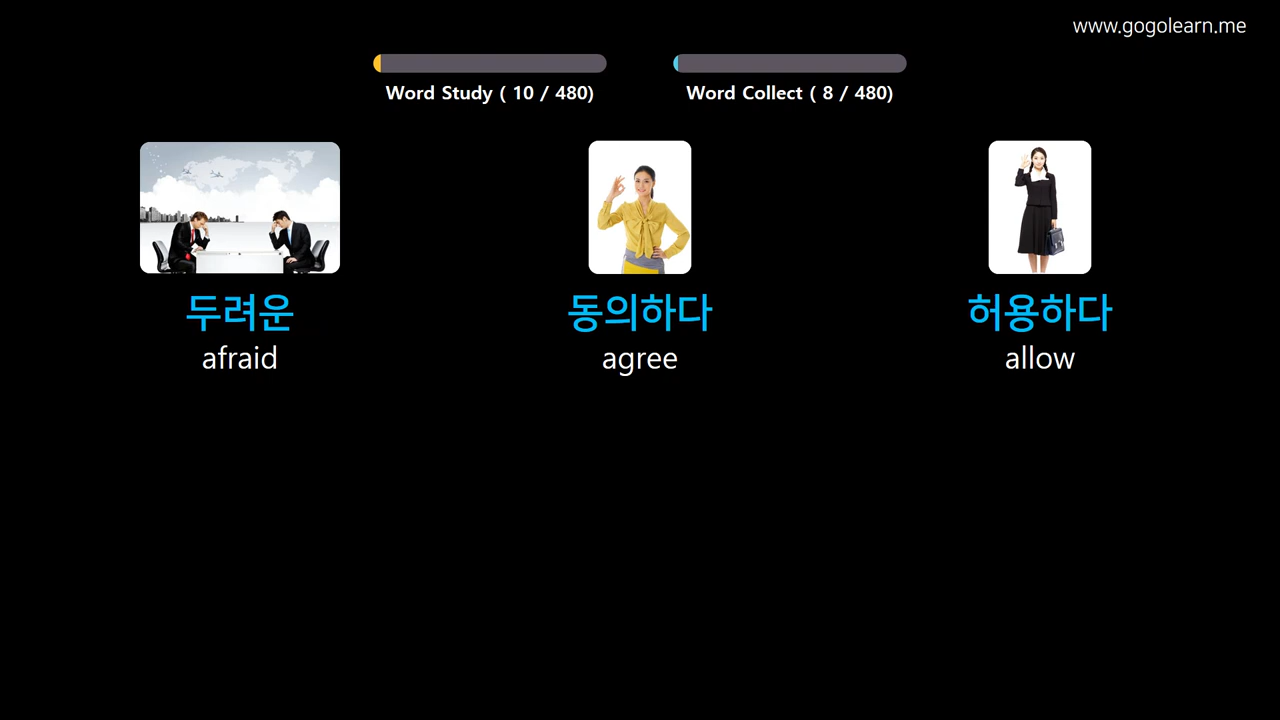 www.gogolearn.me
Word Study ( 10 / 480)
Word Collect ( 8 / 480)
두려운
afraid
동의하다
agree
허용하다
allow